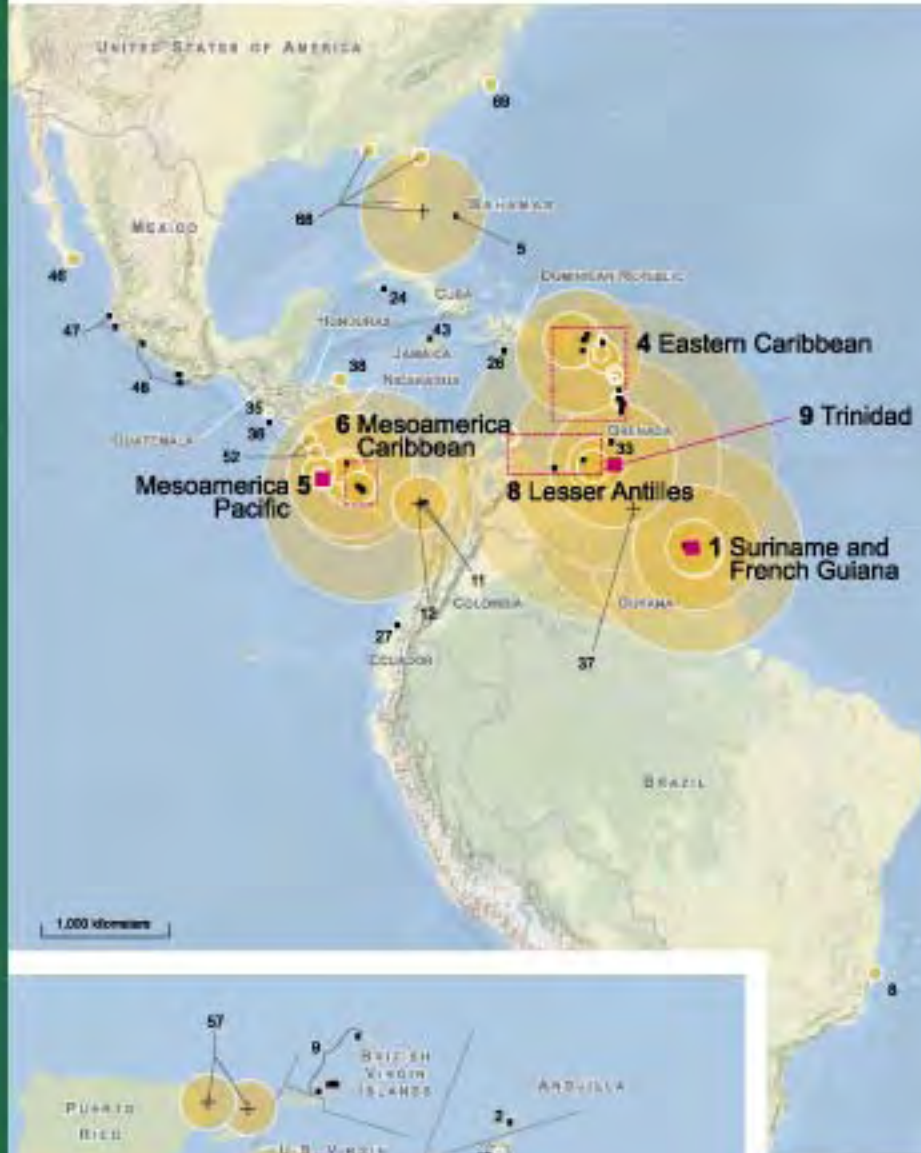 UNITED STATES OF AMERICA
69
68
BAHAMAS
5
MEXICO
46
DOMINICAN REPUBLIC
24
CUBA
HONDURAS
47
43
4 Eastern Caribbean
JAMAICA
26
48
38
NICARAGUA
35
9 Trinidad
36
6 Mesoamerica
Caribbean
GRENADA
GUATEMALA
33
52
Mesoamerica 5
Pacific
8 Lesser Antilles
1 Suriname and
French Guiana
11
12
COLOMBIA
GUYANA
27
ECUADOR
37
BRAZIL
1,000 kilometers
8
57
9
BRITISH
VIRGIN
ISLANDS
ANGUILLA
PUERTO
RICO
2
U.S. VIRGIN